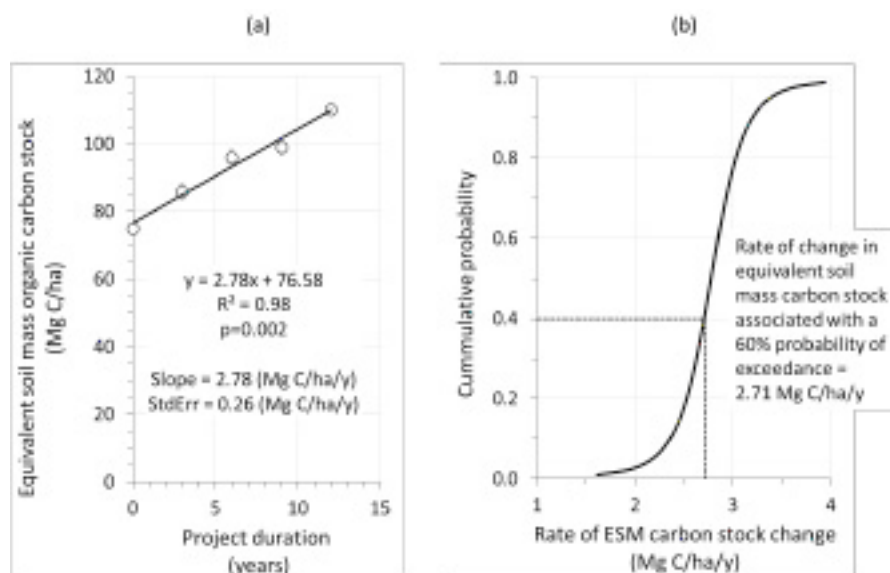 (a)
Equivalent soil mass organic carbon stock
(Mg C/ha)
120
100
80
60
40
20
0
y = 2.78x + 76.58
R² = 0.98
p=0.002
Slope = 2.78 (Mg C/ha/y)
StdErr = 0.26 (Mg C/ha/y)
0 5 10 15
Project duration
(years)
(b)
Cummulative probability
1.0
0.8
0.6
0.4
0.2
0.0
Rate of change in
equivalent soil
mass carbon stock
associated with a
60% probability of
exceedance =
2.71 Mg C/ha/y
1 2 3 4
Rate of ESM carbon stock change
(Mg C/ha/y)